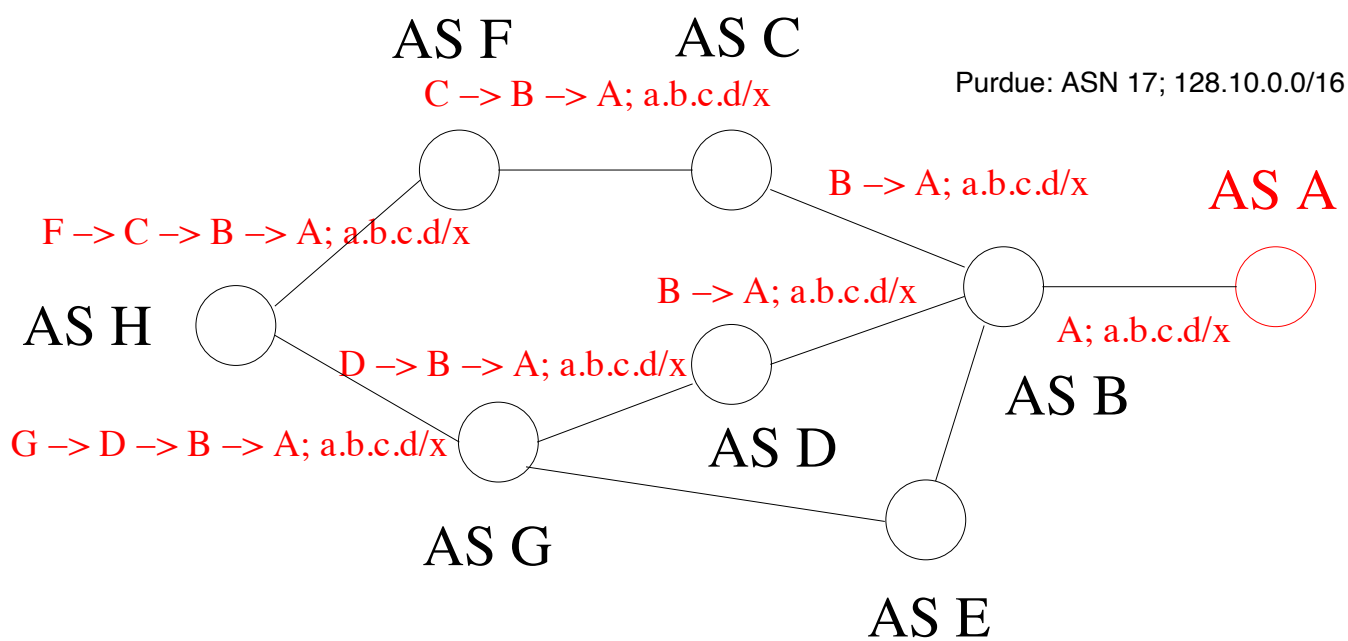 AS F
AS C
C –> B –> A; a.b.c.d/x
Purdue: ASN 17; 128.10.0.0/16
B –> A; a.b.c.d/x
AS A
F –> C –> B –> A; a.b.c.d/x
B –> A; a.b.c.d/x
AS H
A; a.b.c.d/x
D –> B –> A; a.b.c.d/x
AS B
G –> D –> B –> A; a.b.c.d/x
AS D
AS G
AS E